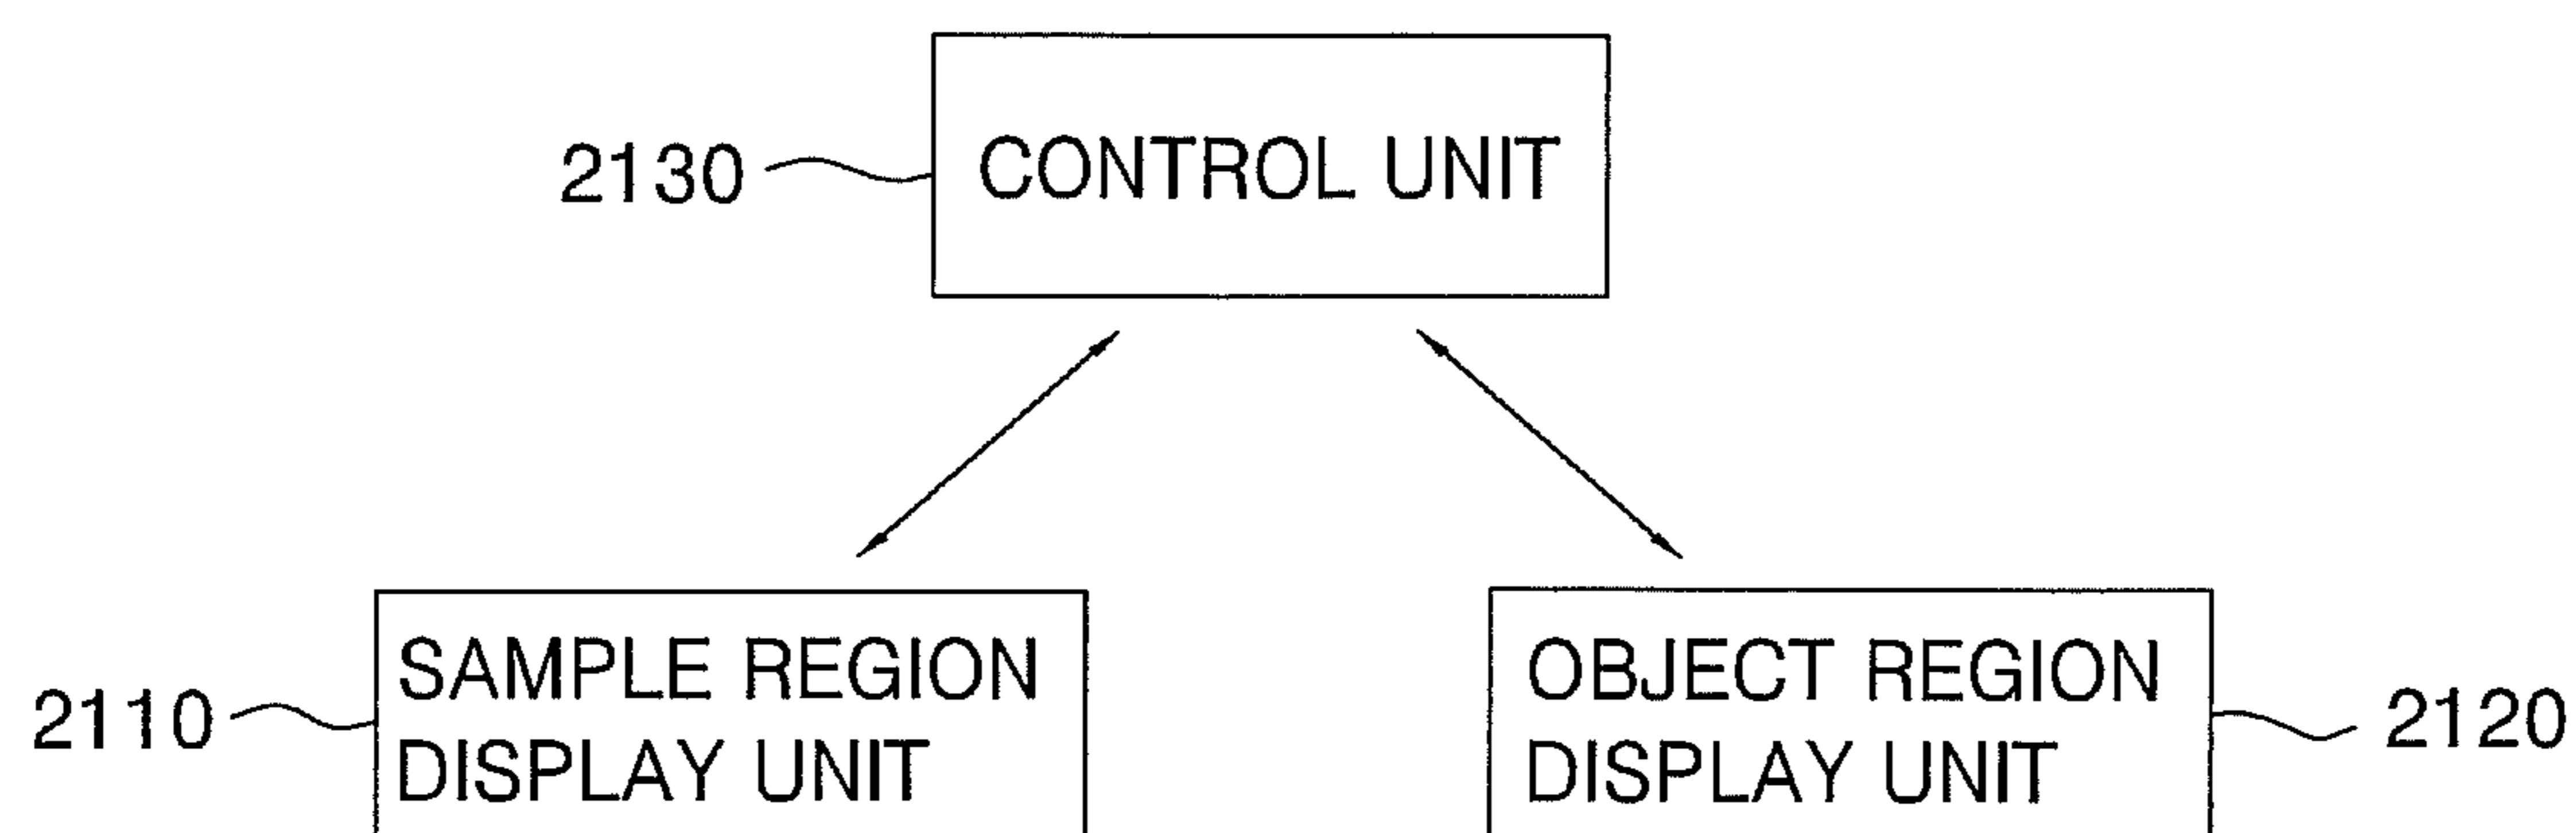 CONTROL UNIT
2130
SAMPLE REGION
DISPLAY UNIT
2110
OBJECT REGION
DISPLAY UNIT
2120